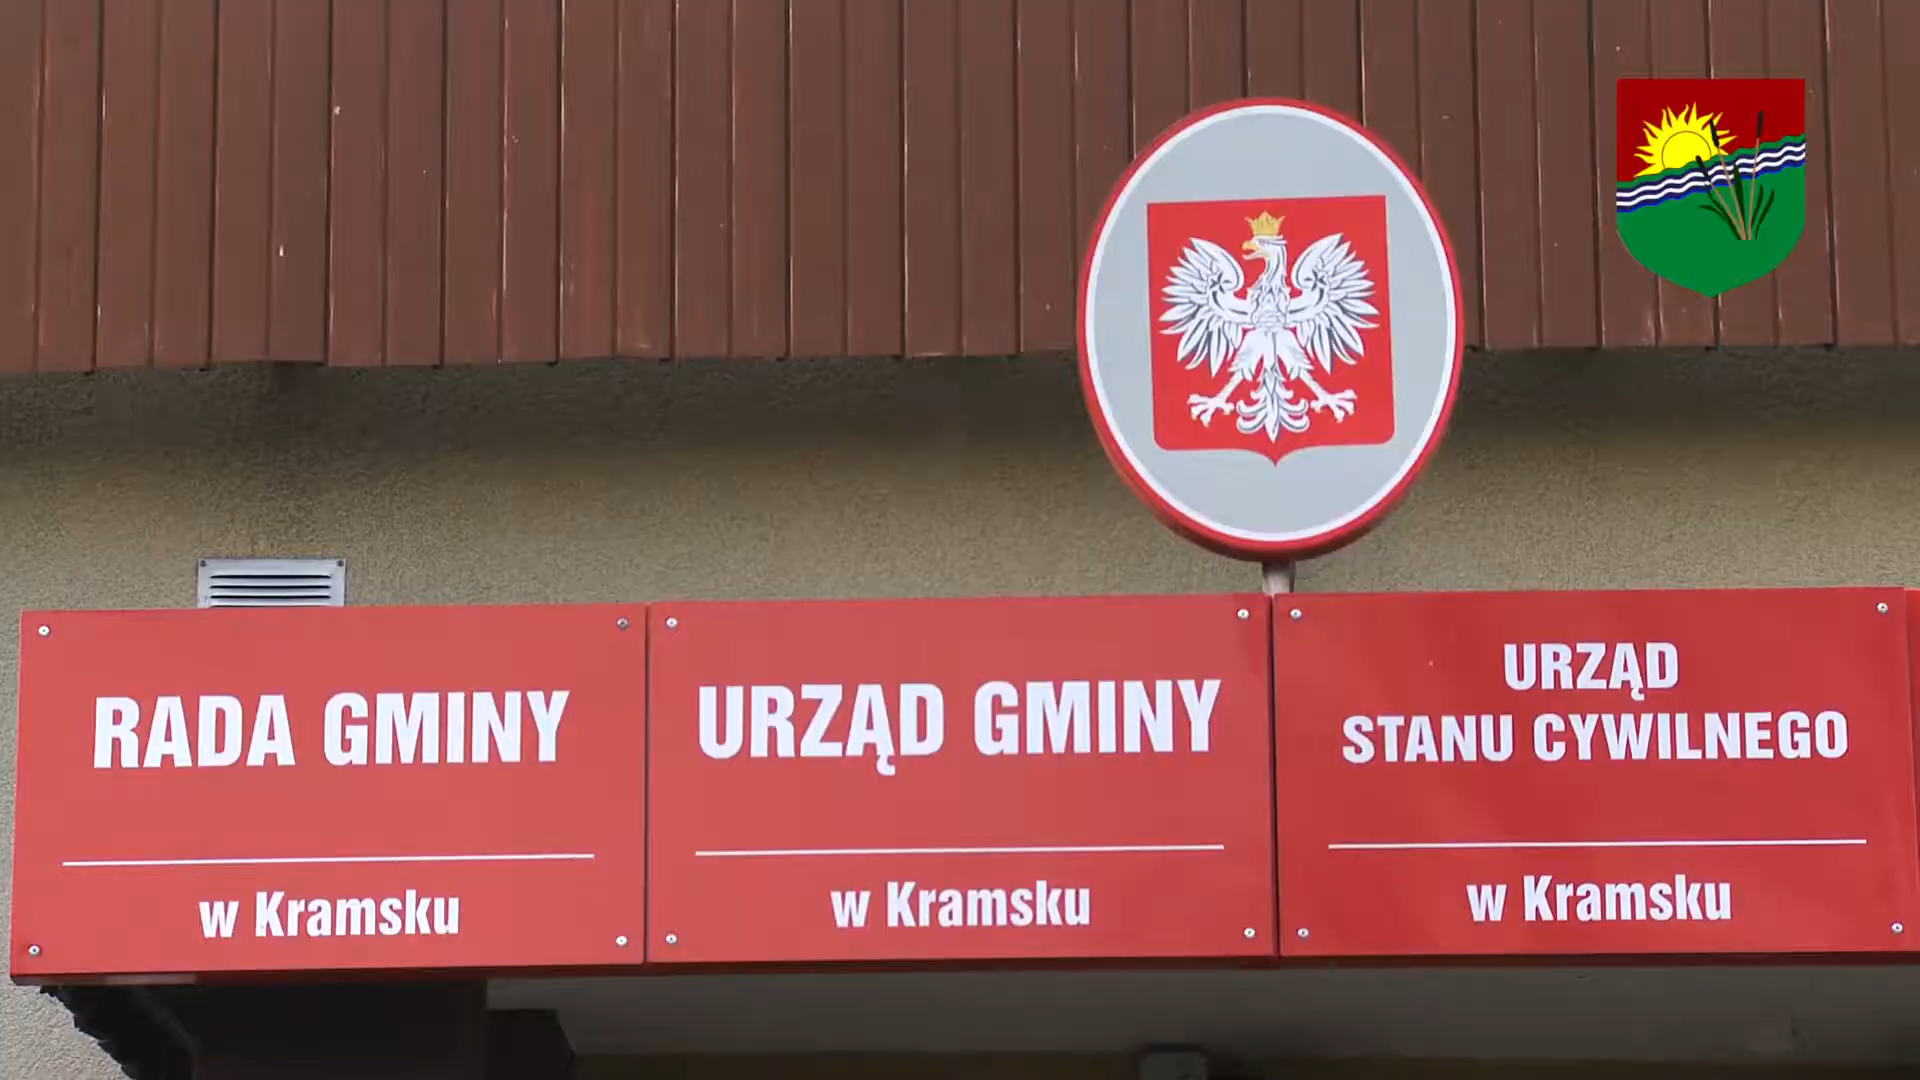 RADA GMINY
w Kramsku
URZĄD GMINY
w Kramsku
URZĄD
STANU CYWILNEGO
w Kramsku